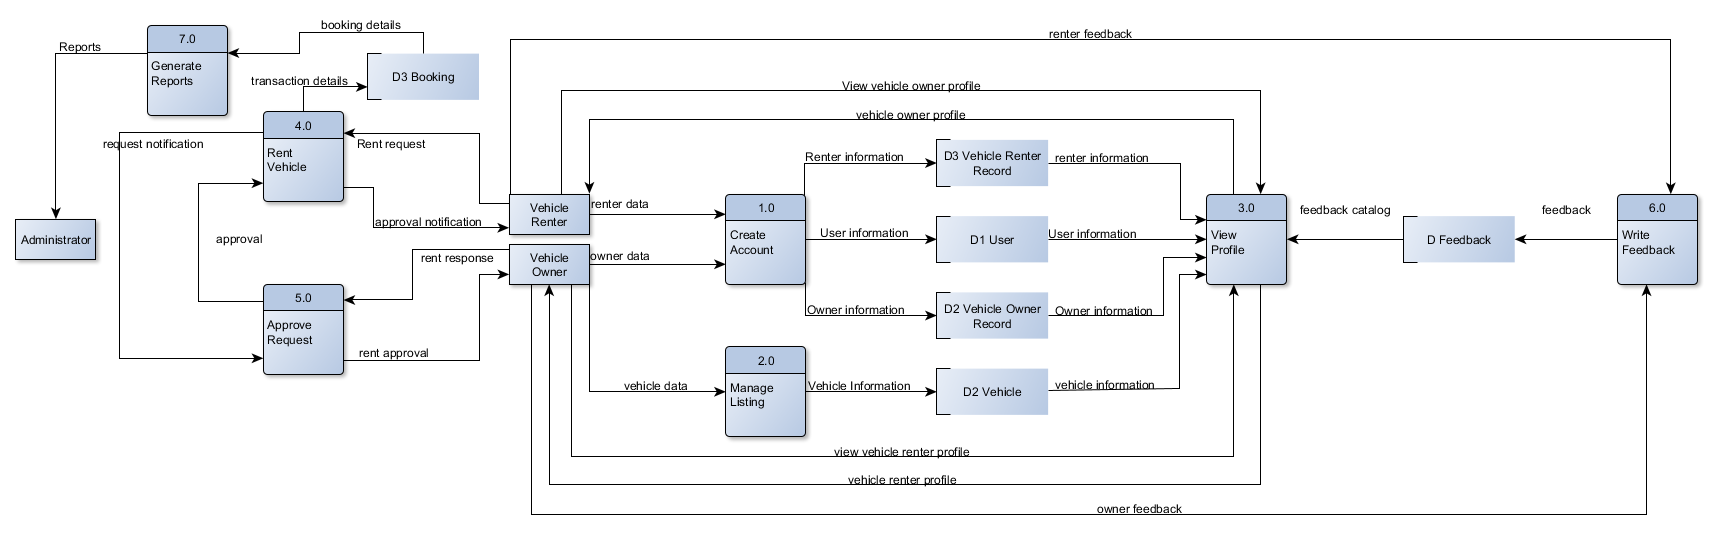 booking details
7.0
Generate
Reports
Reports
D3 Booking
transaction details
renter feedback
View vehicle owner profile
vehicle owner profile
4.0
Rent
Vehicle
request notification
Rent request
approval notification
approval
Administrator
Vehicle
Renter
renter data
Vehicle
Owner
owner data
rent response
5.0
Approve
Request
rent approval
1.0
Create
Account
Renter information
D3 Vehicle Renter
Record
renter information
User information
D1 User
User information
Owner information
D2 Vehicle Owner
Record
Owner information
3.0
View
Profile
feedback catalog
D Feedback
feedback
6.0
Write
Feedback
vehicle data
2.0
Manage
Listing
Vehicle Information
D2 Vehicle
vehicle information
view vehicle renter profile
vehicle renter profile
owner feedback